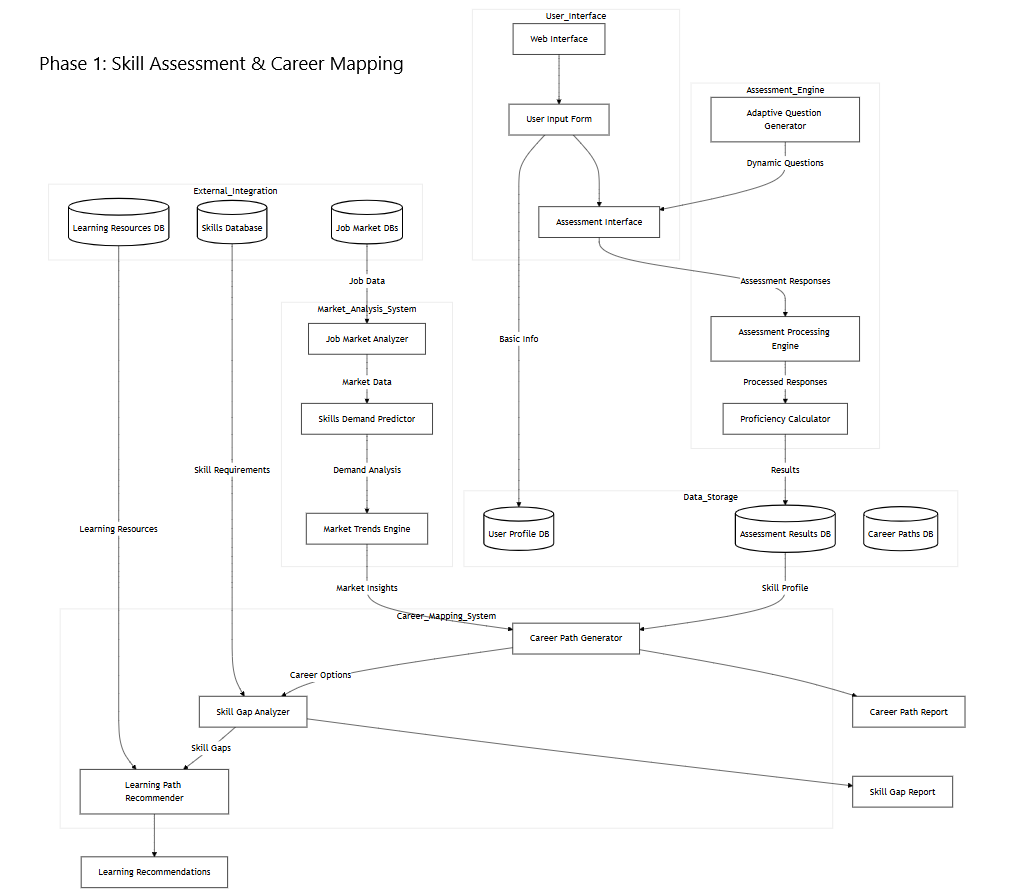 User_Interface
Web Interface
Phase 1: Skill Assessment & Career Mapping
Assessment_Engine
Adaptive Question
Generator
User Input Form
Dynamic Questions
External_Integration
Learning Resources DB
Skills Database
Job Market DBs
Assessment Interface
Job Data
Assessment Responses
Market_Analysis_System
Job Market Analyzer
Basic Info
Assessment Processing
Engine
Market Data
Processed Responses
Skills Demand Predictor
Proficiency Calculator
Skill Requirements
Demand Analysis
Results
Data_Storage
Learning Resources
Market Trends Engine
User Profile DB
Assessment Results DB
Career Paths DB
Market Insights
Skill Profile
Career_Mapping_System
Career Path Generator
Career Options
Skill Gap Analyzer
Career Path Report
Skill Gaps
Learning Path
Recommender
Skill Gap Report
Learning Recommendations